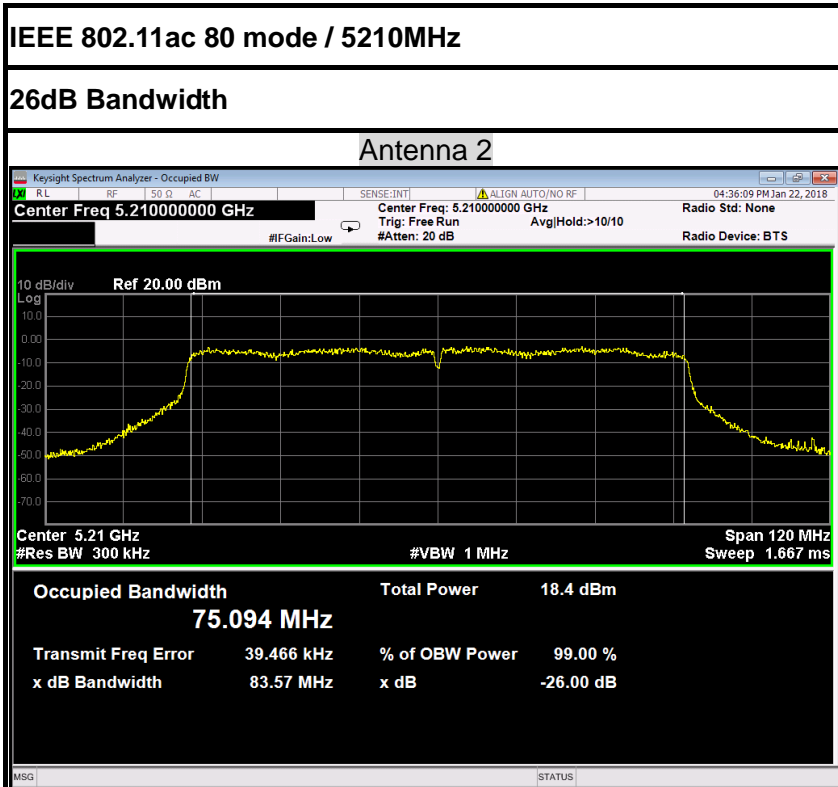 IEEE 802.11ac 80 mode / 5210MHz
26dB Bandwidth
Antenna 2
Keysight Spectrum Analyzer - Occupied BW
LXI RL RF 50 Ω AC SENSE:INT ALIGN AUTO/NO RF 04:36:09 PM Jan 22, 2018
Center Freq 5.210000000 GHz Center Freq: 5.210000000 GHz Radio Std: None
Trig: Free Run Avg|Hold:>10/10
#IFGain:Low #Atten: 20 dB Radio Device: BTS
10 dB/div Ref 20.00 dBm
Log
10.0
0.00
-10.0
-20.0
-30.0
-40.0
-50.0
-60.0
-70.0
Center 5.21 GHz Span 120 MHz
#Res BW 300 kHz #VBW 1 MHz Sweep 1.667 ms
Occupied Bandwidth Total Power 18.4 dBm
75.094 MHz
Transmit Freq Error 39.466 kHz % of OBW Power 99.00 %
x dB Bandwidth 83.57 MHz x dB -26.00 dB
MSG STATUS